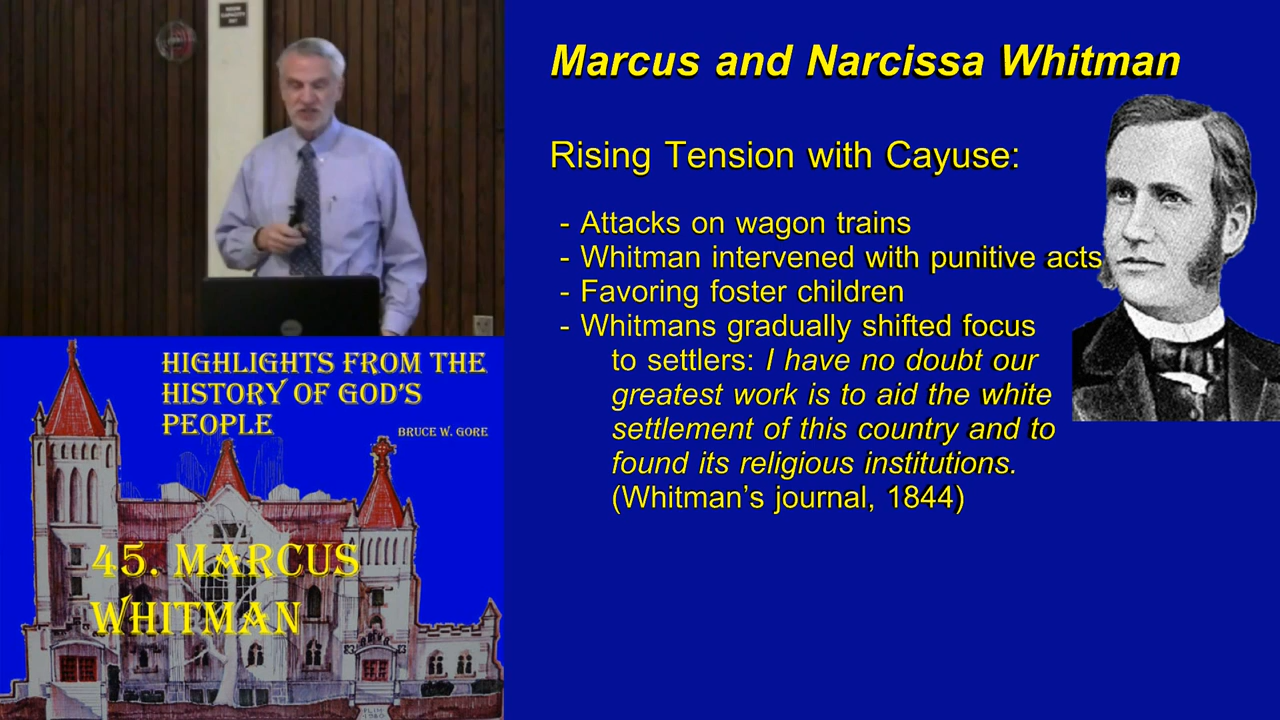 Marcus and Narcissa Whitman
Rising Tension with Cayuse:
- Attacks on wagon trains
- Whitman intervened with punitive acts
- Favoring foster children
- Whitmans gradually shifted focus
to settlers: I have no doubt our
greatest work is to aid the white
settlement of this country and to
found its religious institutions.
(Whitman's journal, 1844)
HIGHLIGHTS FROM THE
HISTORY OF GOD'S
PEOPLE
BRUCE W. GORE
45. MARCUS
WHITMAN